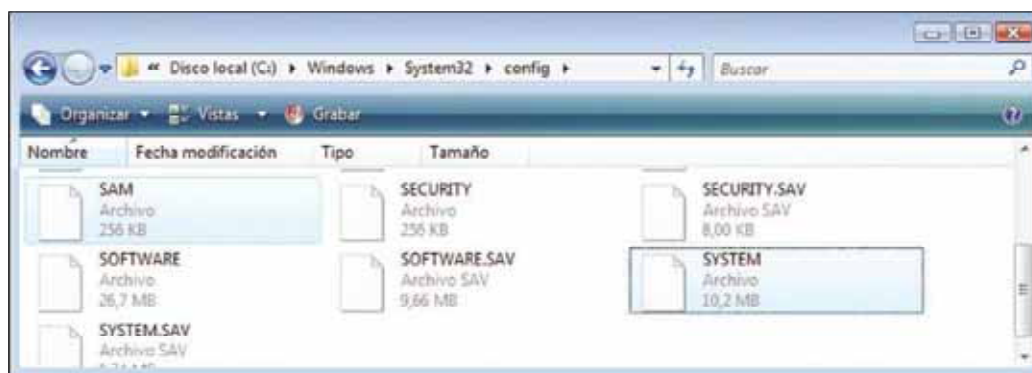 « Disco local (C:) ▸ Windows ▸ System32 ▸ config ▸ Buscar
Organizar Vistas Grabar
Nombre Fecha modificación Tipo Tamaño
SAM SECURITY SECURITY.SAV
Archivo Archivo Archivo SAV
256 KB 256 KB 8,00 KB
SOFTWARE SOFTWARE.SAV SYSTEM
Archivo Archivo SAV Archivo
26,7 MB 9,66 MB 10,2 MB
SYSTEM.SAV
Archivo SAV